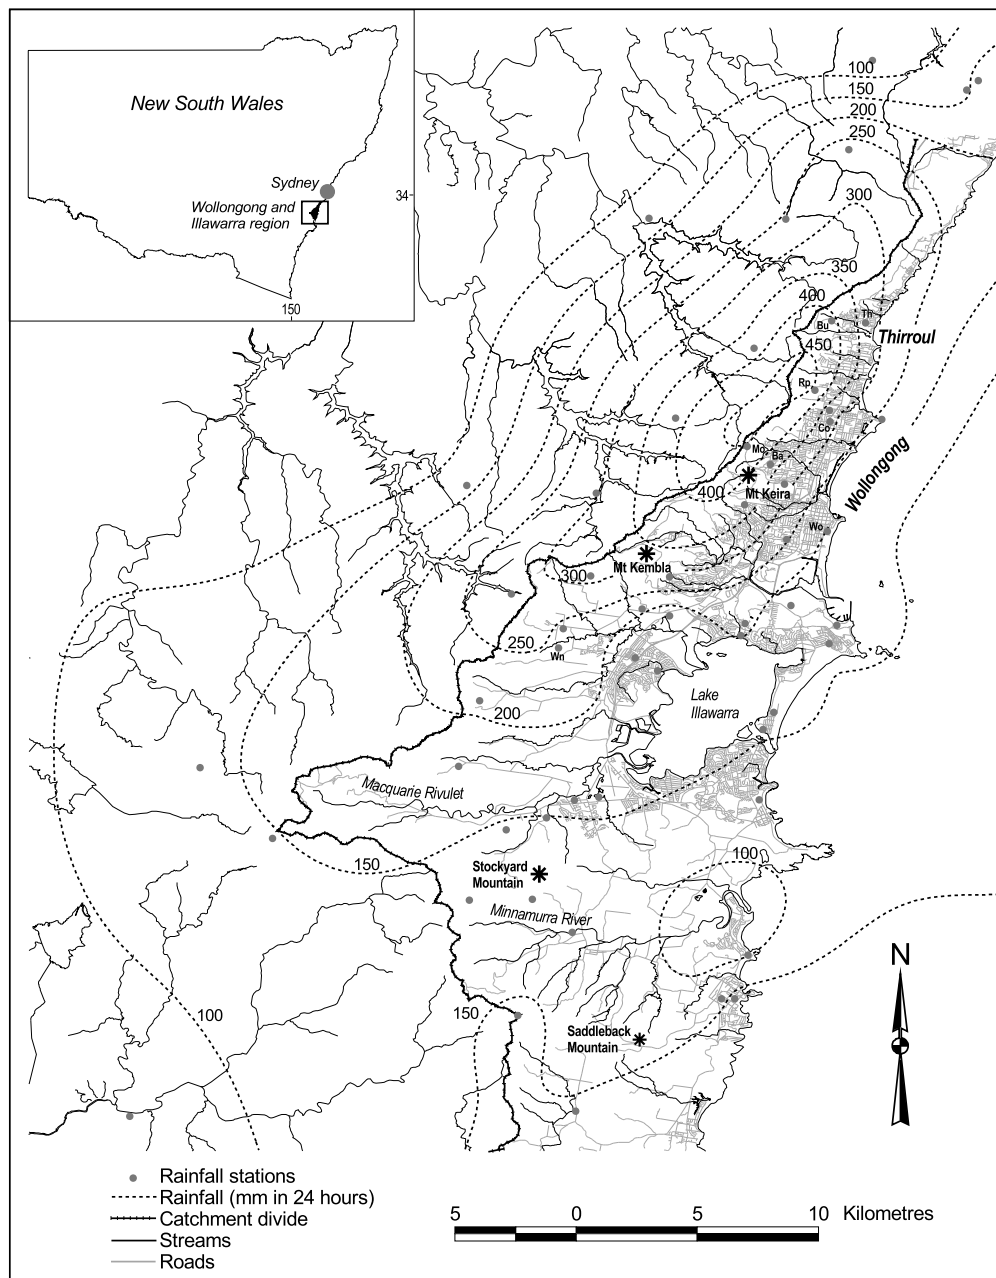 New South Wales
Sydney
34
Wollongong and
Illawarra region
150
100
150
200
250
300
350
400
450
Th
Bu
Thirroul
Rp
Co
Mo
Ba
Wollongong
400
Mt Keira
Wo
Mt Kembla
300
250
Wn
200
Lake
Illawarra
Macquarie Rivulet
150
100
Stockyard
Mountain
Minnamurra River
N
100
150
Saddleback
Mountain
Rainfall stations
Rainfall (mm in 24 hours)
Catchment divide
Streams
Roads
5 0 5 10 Kilometres